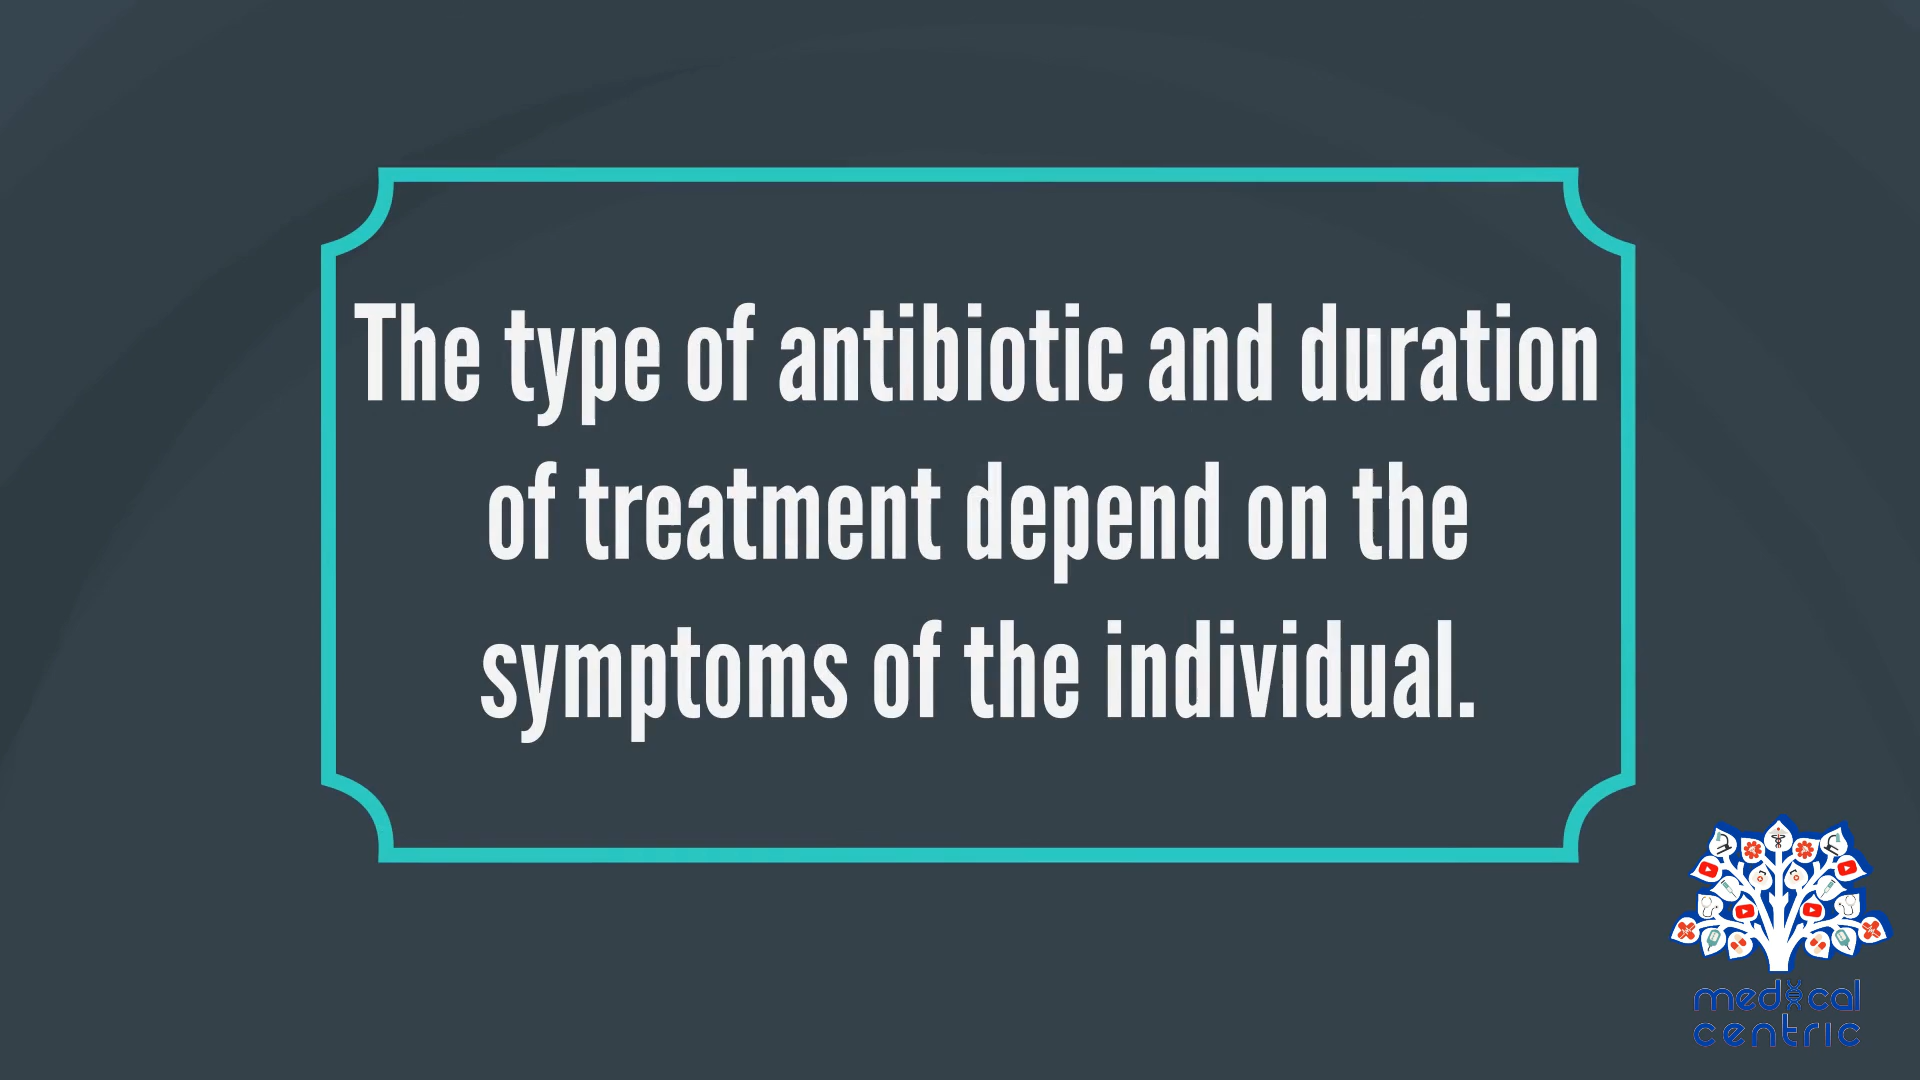 The type of antibiotic and duration
of treatment depend on the
symptoms of the individual.
medical
centric